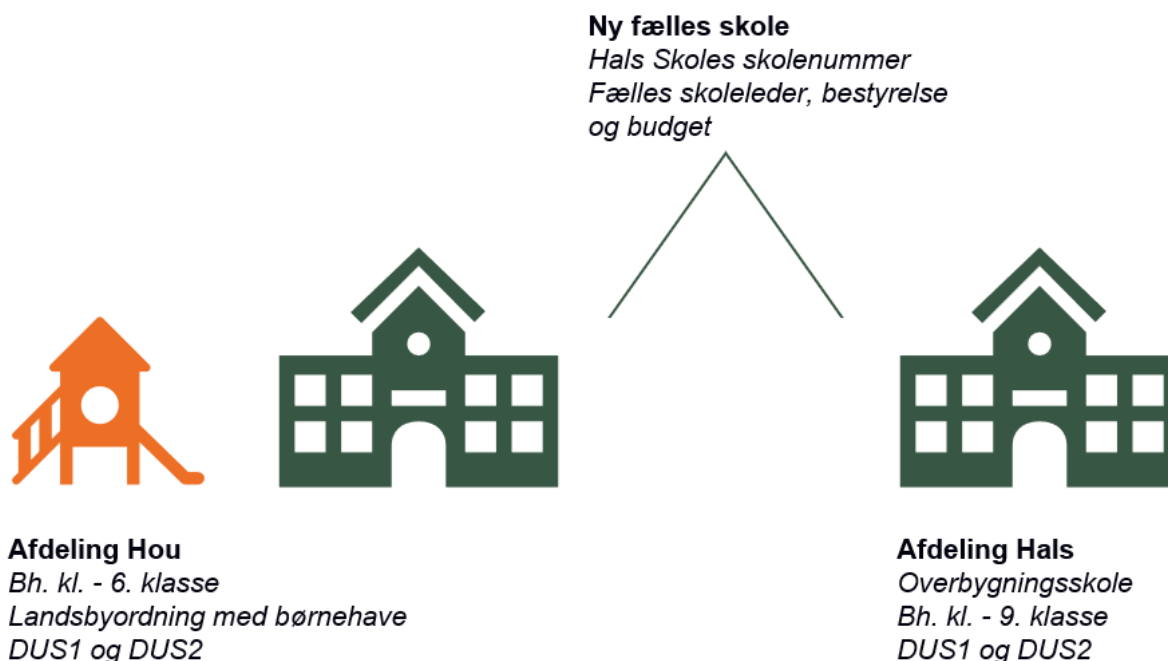 Ny fælles skole
Hals Skoles skolenummer
Fælles skoleleder, bestyrelse
og budget
Afdeling Hou
Bh. kl. - 6. klasse
Landsbyordning med børnehave
DUS1 og DUS2
Afdeling Hals
Overbygningsskole
Bh. kl. - 9. klasse
DUS1 og DUS2